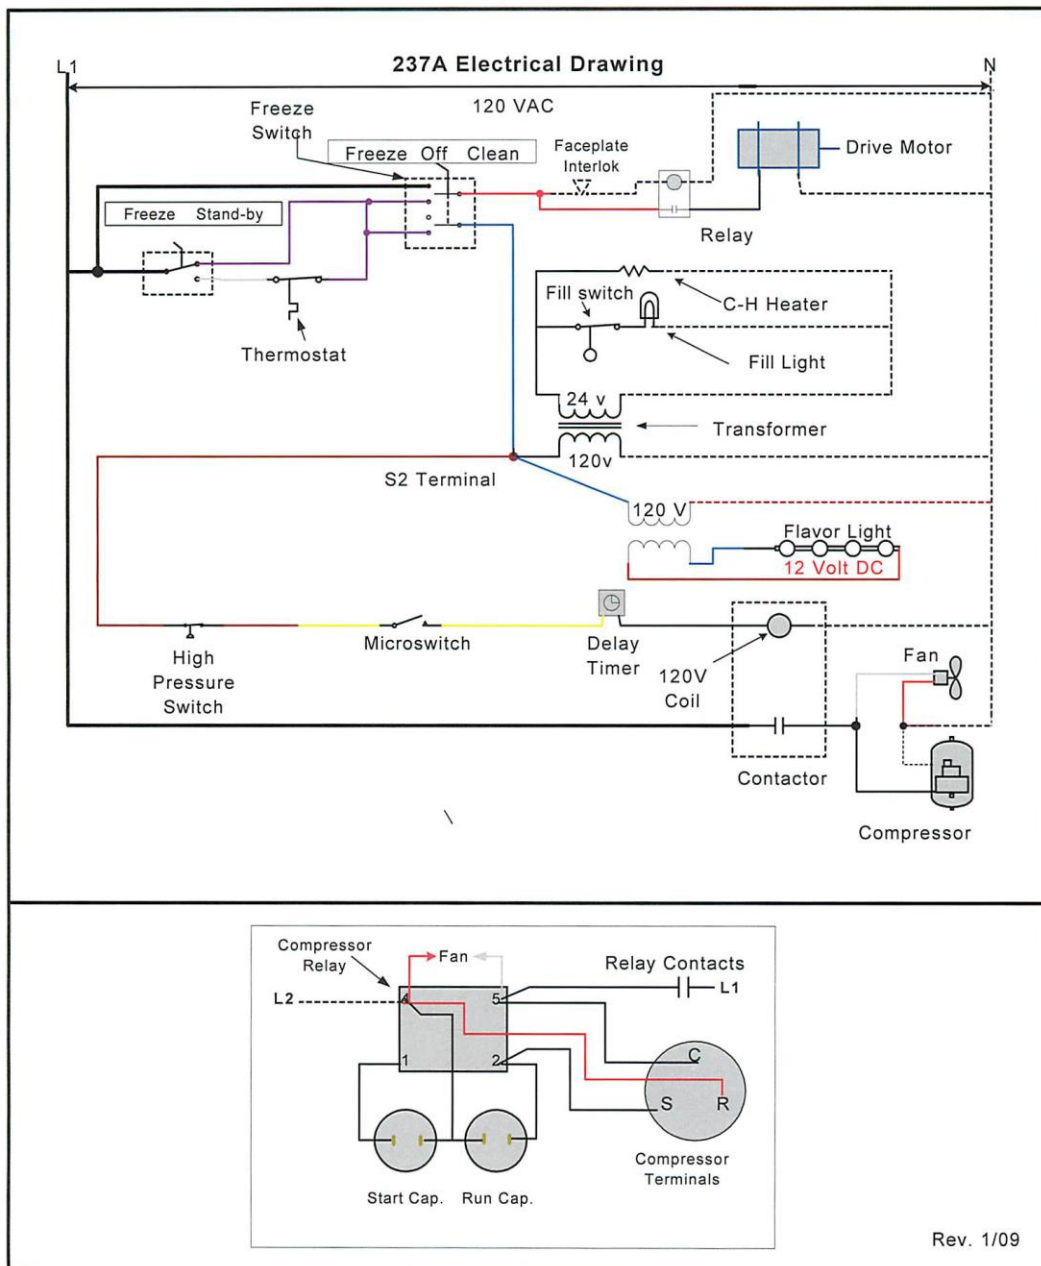 237A Electrical Drawing
L1
N
120 VAC
Freeze
Switch
Freeze Off Clean
Faceplate
Interlok
Drive Motor
Freeze Stand-by
Relay
Thermostat
Fill switch
C-H Heater
Fill Light
24 v
Transformer
120v
S2 Terminal
120 V
Flavor Light
12 Volt DC
High
Pressure
Switch
Microswitch
Delay
Timer
120V
Coil
Fan
Contactor
Compressor
Compressor
Relay
Fan
Relay Contacts
L2
4
5
L1
1
2
C
S
R
Start Cap.
Run Cap.
Compressor
Terminals
Rev. 1/09